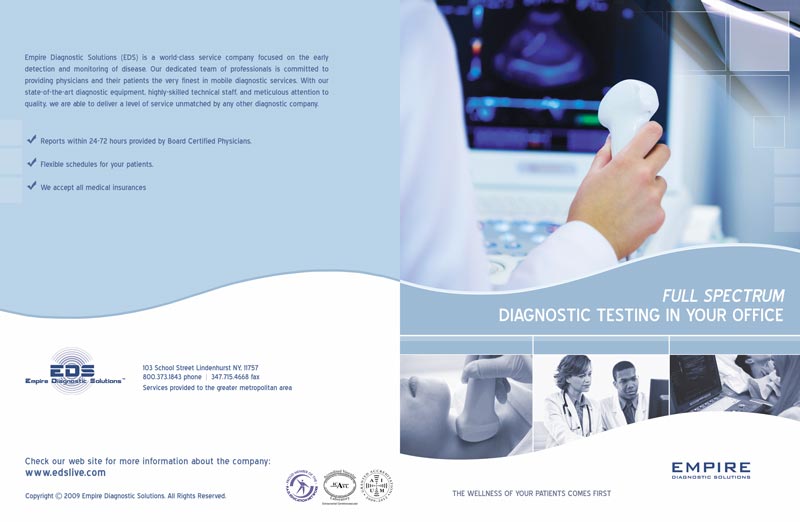 Empire Diagnostic Solutions (EDS) is a world-class service company focused on the early
detection and monitoring of disease. Our dedicated team of professionals is committed to
providing physicians and their patients the very finest in mobile diagnostic services. With our
state-of-the-art diagnostic equipment, highly-skilled technical staff, and meticulous attention to
quality, we are able to deliver a level of service unmatched by any other diagnostic company.
Reports within 24-72 hours provided by Board Certified Physicians.
Flexible schedules for your patients.
We accept all medical insurances
EDS
Empire Diagnostic Solutions™
103 School Street Lindenhurst NY, 11757
800.373.1843 phone | 347.715.4668 fax
Services provided to the greater metropolitan area
Check our web site for more information about the company:
www.edslive.com
Copyright © 2009 Empire Diagnostic Solutions. All Rights Reserved.
FULL SPECTRUM
DIAGNOSTIC TESTING IN YOUR OFFICE
EMPIRE
DIAGNOSTIC SOLUTIONS
THE WELLNESS OF YOUR PATIENTS COMES FIRST